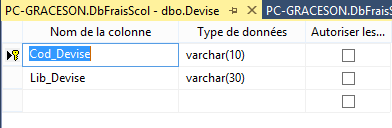 PC-GRACESON.DbFraisScol - dbo.Devise
PC-GRACESON.DbFraisS
Nom de la colonne Type de données Autoriser les...
Cod_Devise varchar(10)
Lib_Devise varchar(30)